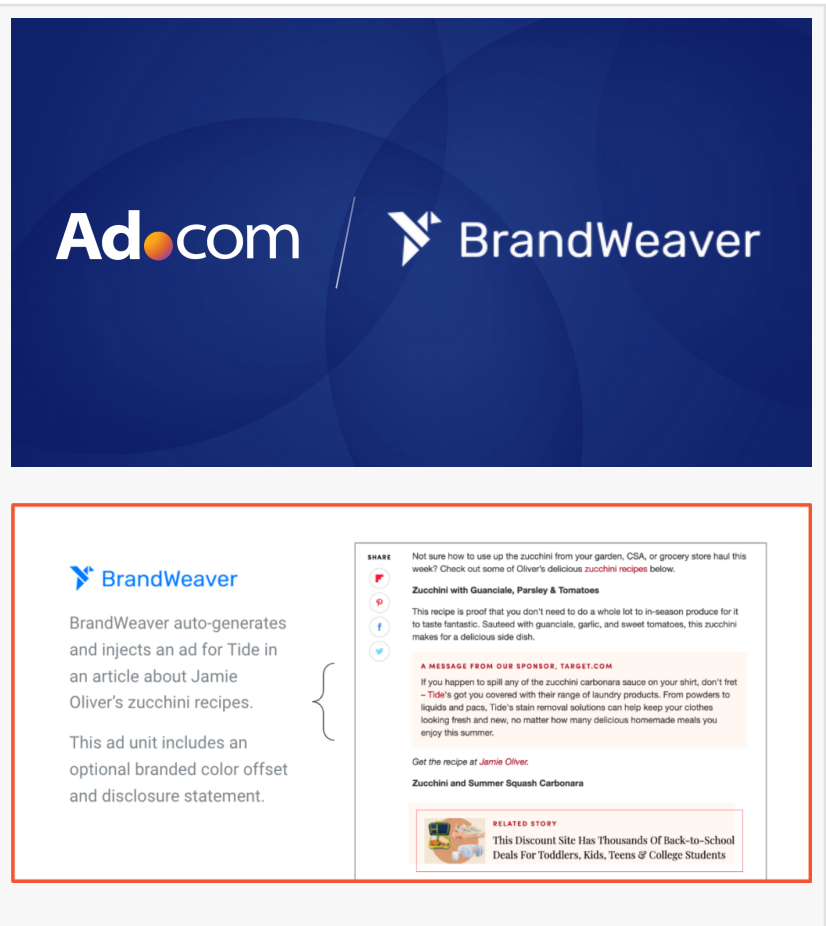 Ad.com
BrandWeaver
BrandWeaver
BrandWeaver auto-generates
and injects an ad for Tide in
an article about Jamie
Oliver's zucchini recipes.
This ad unit includes an
optional branded color offset
and disclosure statement.
SHARE
Not sure how to use up the zucchini from your garden, CSA, or grocery store haul this
week? Check out some of Oliver's delicious zucchini recipes below.
Zucchini with Guanciale, Parsley & Tomatoes
This recipe is proof that you don't need to do a whole lot to in-season produce for it
to taste fantastic. Sauteed with guanciale, garlic, and sweet tomatoes, this zucchini
makes for a delicious side dish.
A MESSAGE FROM OUR SPONSOR, TARGET.COM
If you happen to spill any of the zucchini carbonara sauce on your shirt, don't fret
– Tide's got you covered with their range of laundry products. From powders to
liquids and pacs, Tide's stain removal solutions can help keep your clothes
looking fresh and new, no matter how many delicious homemade meals you
enjoy this summer.
Get the recipe at Jamie Oliver.
Zucchini and Summer Squash Carbonara
RELATED STORY
This Discount Site Has Thousands Of Back-to-School
Deals For Toddlers, Kids, Teens & College Students